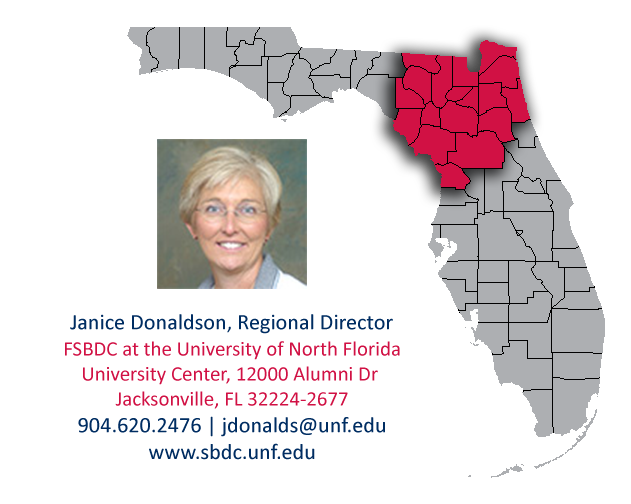 Janice Donaldson, Regional Director
FSBDC at the University of North Florida
University Center, 12000 Alumni Dr
Jacksonville, FL 32224-2677
904.620.2476 | jdonalds@unf.edu
www.sbdc.unf.edu